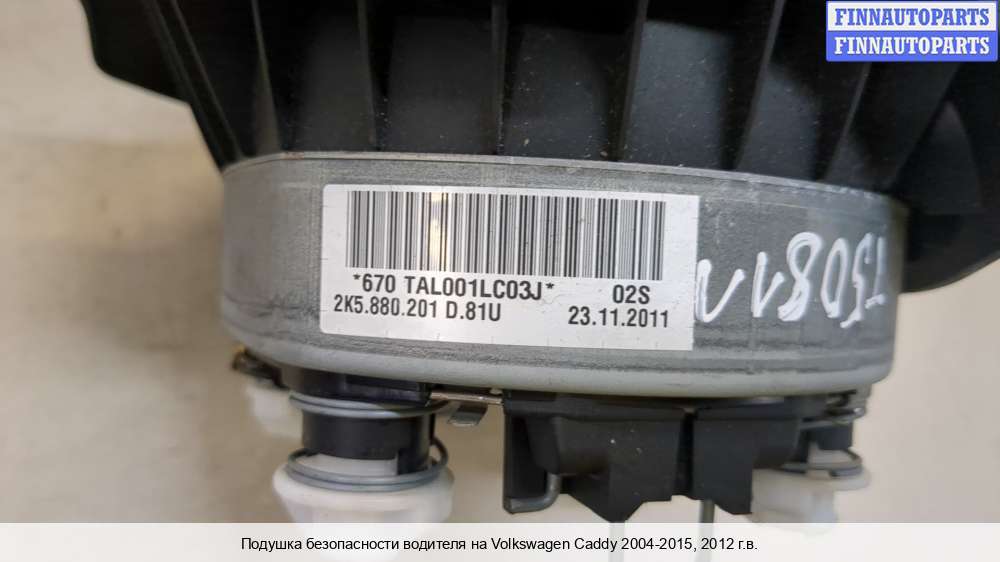 FINNAUTOPARTS
FINNAUTOPARTS
*670 TAL001LC03J* 02S
2K5.880.201 D.81U 23.11.2011
Подушка безопасности водителя на Volkswagen Caddy 2004-2015, 2012 г.в.